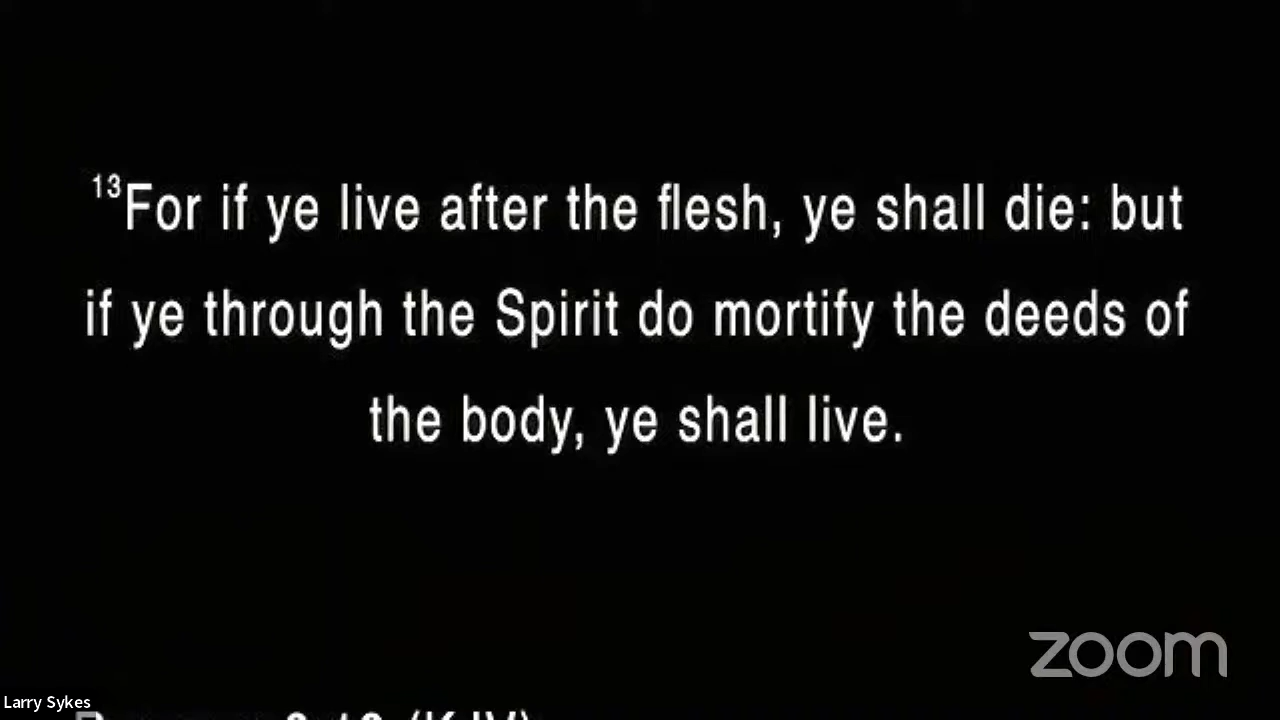 13For if ye live after the flesh, ye shall die: but
if ye through the Spirit do mortify the deeds of
the body, ye shall live.
zoom
Larry Sykes
(KJV)